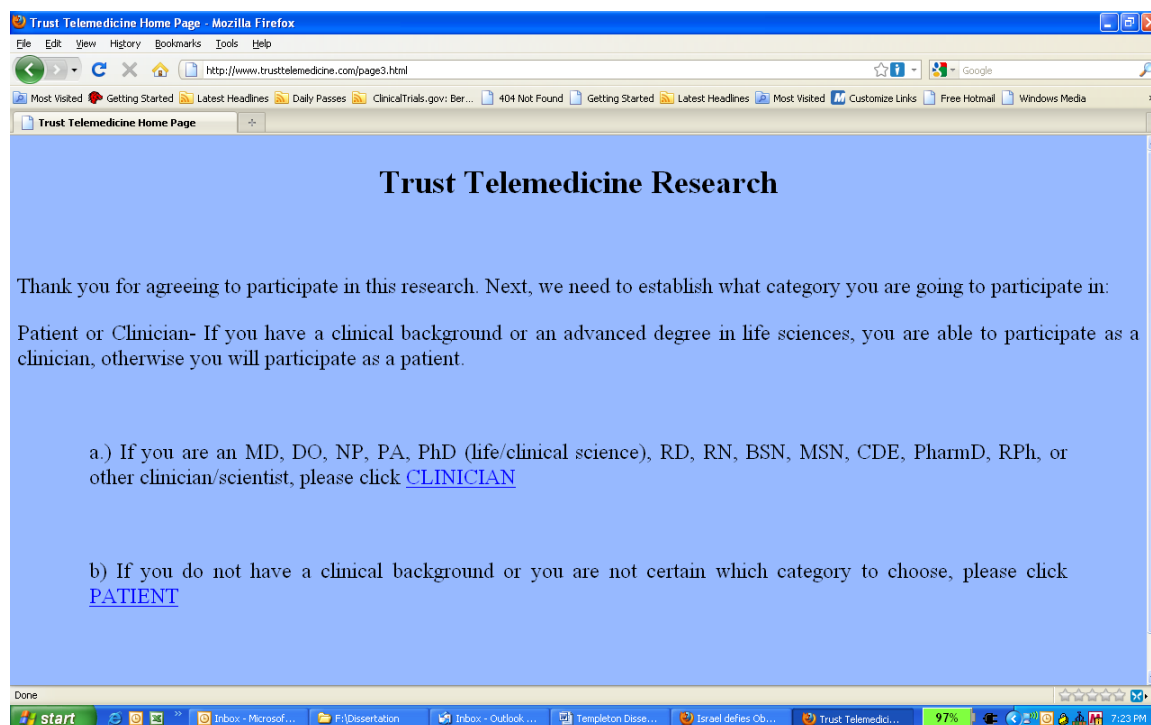 Trust Telemedicine Home Page - Mozilla Firefox
File Edit View History Bookmarks Tools Help
http://www.trusttelemedicine.com/page3.html
Google
Most Visited Getting Started Latest Headlines Daily Passes ClinicalTrials.gov: Ber... 404 Not Found Getting Started Latest Headlines Most Visited Customize Links Free Hotmail Windows Media
Trust Telemedicine Home Page
Trust Telemedicine Research
Thank you for agreeing to participate in this research. Next, we need to establish what category you are going to participate in:
Patient or Clinician- If you have a clinical background or an advanced degree in life sciences, you are able to participate as a
clinician, otherwise you will participate as a patient.
a.) If you are an MD, DO, NP, PA, PhD (life/clinical science), RD, RN, BSN, MSN, CDE, PharmD, RPh, or
other clinician/scientist, please click CLINICIAN
b) If you do not have a clinical background or you are not certain which category to choose, please click
PATIENT
Done
start Inbox - Microsof... F:\Dissertation Inbox - Outlook ... Templeton Disse... Israel defies Ob... Trust Telemedici... 97% 7:23 PM